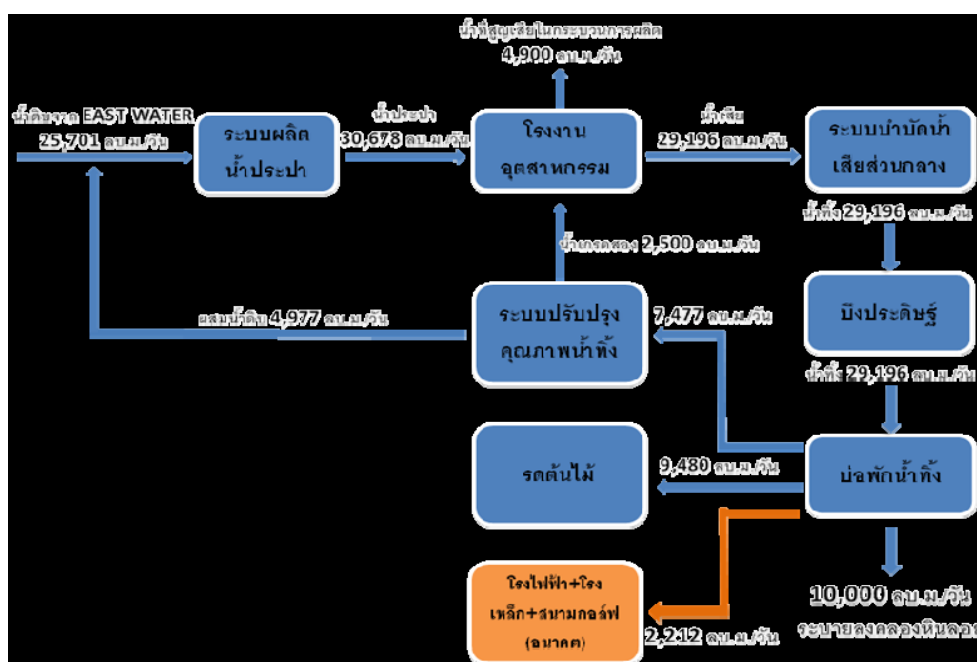 น้ำที่สูญเสียในกระบวนการผลิต
4,900 ลบ.ม./วัน
น้ำดิบจาก EAST WATER
25,701 ลบ.ม./วัน
ระบบผลิต
น้ำประปา
น้ำประปา
30,678 ลบ.ม./วัน
โรงงาน
อุตสาหกรรม
น้ำเสีย
29,196 ลบ.ม./วัน
ระบบบำบัดน้ำ
เสียส่วนกลาง
น้ำทิ้ง 29,196 ลบ.ม./วัน
น้ำเกรดสอง 2,500 ลบ.ม./วัน
ผสมน้ำดิบ 4,977 ลบ.ม./วัน
ระบบปรับปรุง
คุณภาพน้ำทิ้ง
7,477 ลบ.ม./วัน
บึงประดิษฐ์
น้ำทิ้ง 29,196 ลบ.ม./วัน
รดต้นไม้
9,480 ลบ.ม./วัน
บ่อพักน้ำทิ้ง
โรงไฟฟ้า+โรง
เหล็ก+สนามกอล์ฟ
(อนาคต)
2,212 ลบ.ม./วัน
10,000 ลบ.ม./วัน
ระบายลงคลองหินลอย